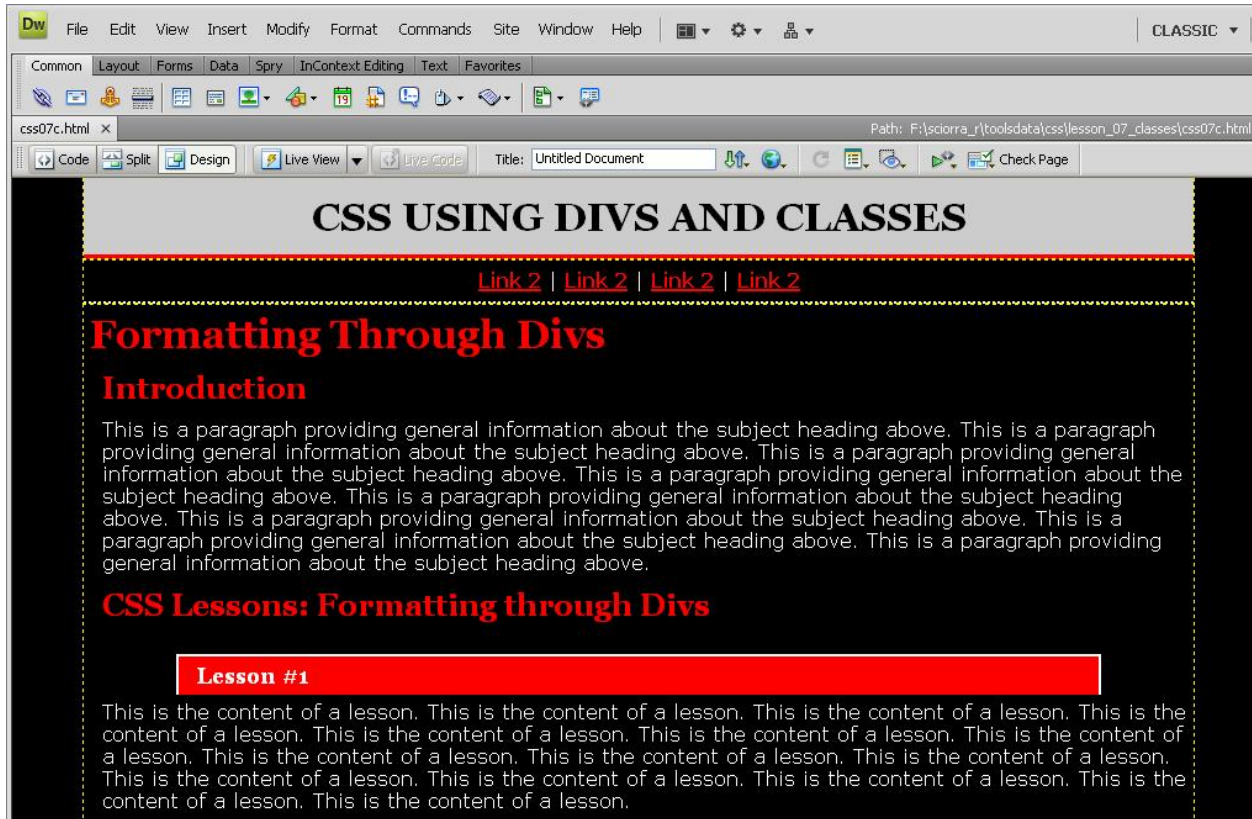 Dw File Edit View Insert Modify Format Commands Site Window Help CLASSIC
Common Layout Forms Data Spry InContext Editing Text Favorites
19
css07c.html Path: F:\sciorra_r\toolsdata\css\lesson_07_classes\css07c.html
Code Split Design Live View Live Code Title: Untitled Document Check Page
CSS USING DIVS AND CLASSES
Link 2 | Link 2 | Link 2 | Link 2
Formatting Through Divs
Introduction
This is a paragraph providing general information about the subject heading above. This is a paragraph
providing general information about the subject heading above. This is a paragraph providing general
information about the subject heading above. This is a paragraph providing general information about the
subject heading above. This is a paragraph providing general information about the subject heading
above. This is a paragraph providing general information about the subject heading above. This is a
paragraph providing general information about the subject heading above. This is a paragraph providing
general information about the subject heading above.
CSS Lessons: Formatting through Divs
Lesson #1
This is the content of a lesson. This is the content of a lesson. This is the content of a lesson. This is the
content of a lesson. This is the content of a lesson. This is the content of a lesson. This is the content of
a lesson. This is the content of a lesson. This is the content of a lesson. This is the content of a lesson.
This is the content of a lesson. This is the content of a lesson. This is the content of a lesson. This is the
content of a lesson. This is the content of a lesson.